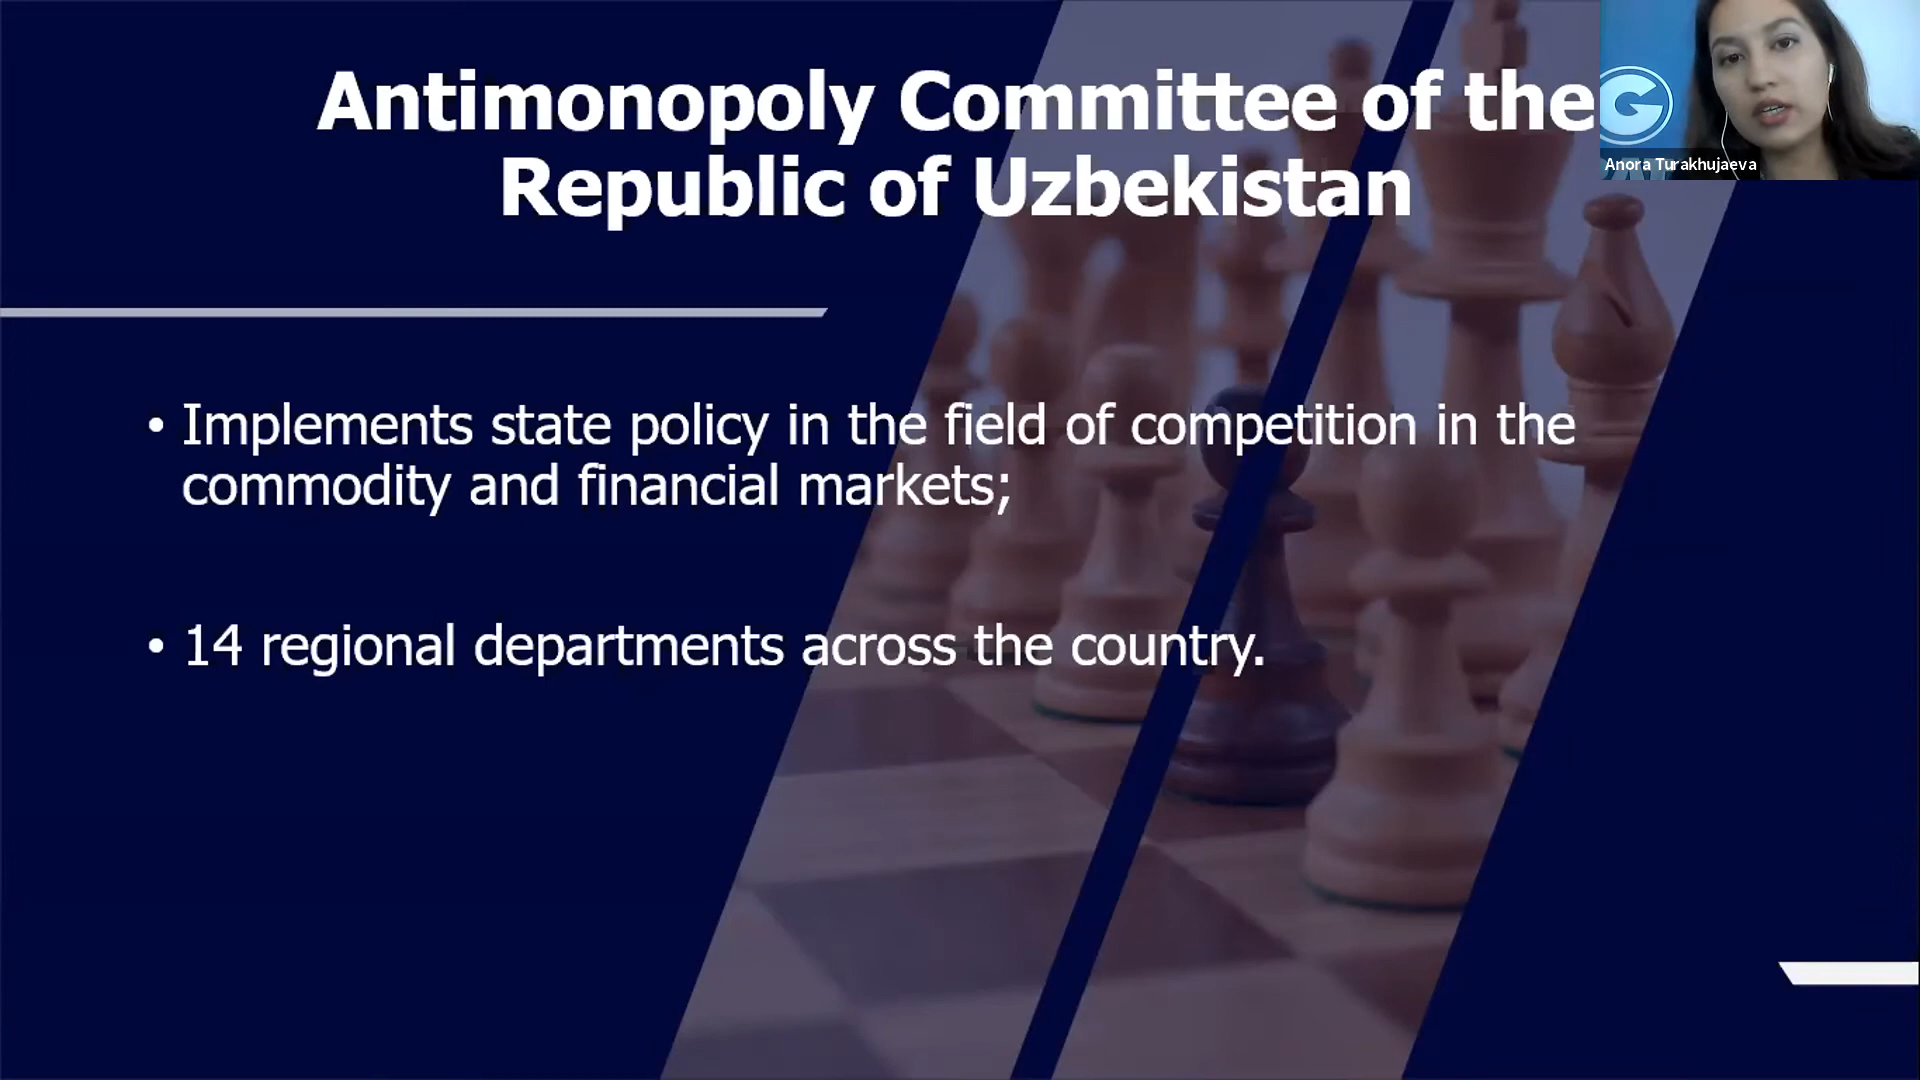 Antimonopoly Committee of the
Republic of Uzbekistan
Anora Turakhujaeva
• Implements state policy in the field of competition in the
commodity and financial markets;
• 14 regional departments across the country.